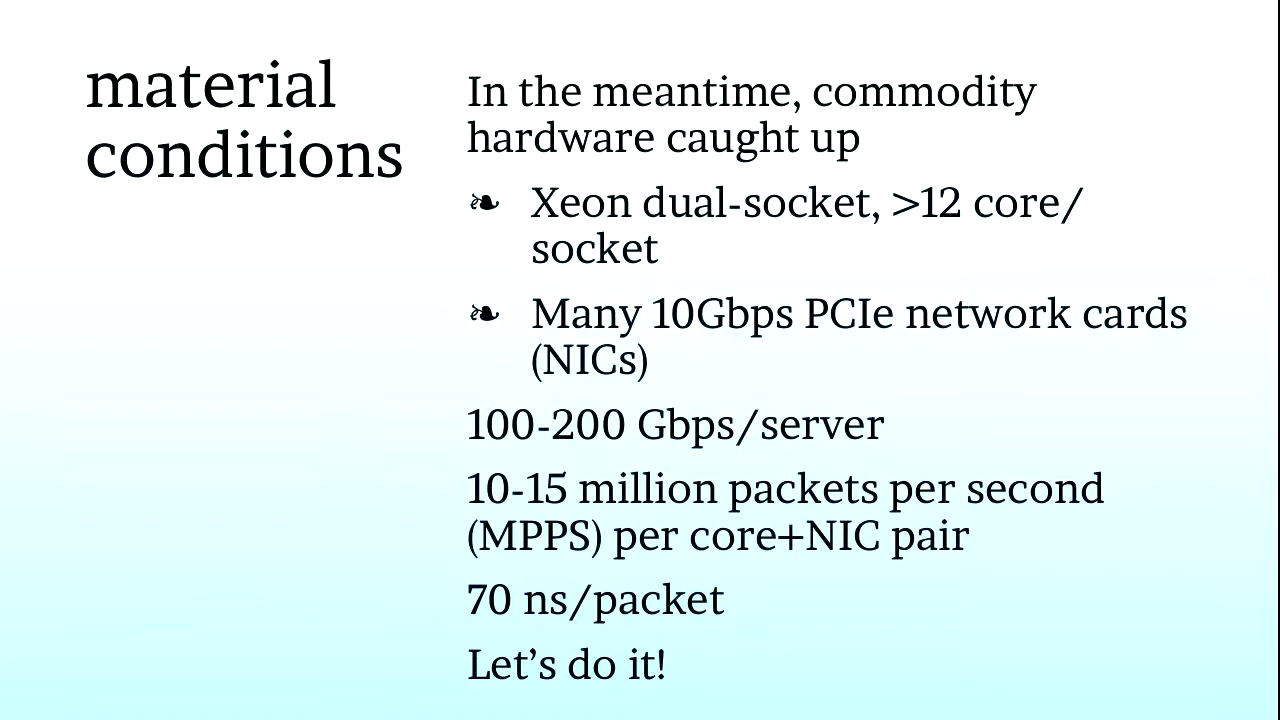 material
conditions
In the meantime, commodity
hardware caught up
❧ Xeon dual-socket, >12 core/
socket
❧ Many 10Gbps PCIe network cards
(NICs)
100-200 Gbps/server
10-15 million packets per second
(MPPS) per core+NIC pair
70 ns/packet
Let’s do it!